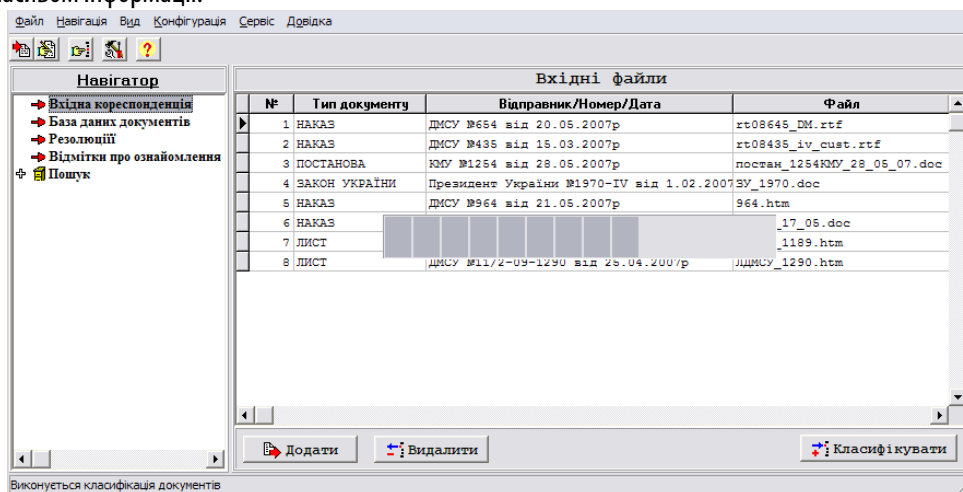 Файл Навігація Вид Конфігурація Сервіс Довідка
Навігатор
Вхідна кореспонденція
База даних документів
Резолюціїї
Відмітки про ознайомлення
Пошук
Вхідні файли
№ Тип документу Відправник/Номер/Дата Файл
1 НАКАЗ ДМСУ №654 від 20.05.2007р rt08645_DM.rtf
2 НАКАЗ ДМСУ №435 від 15.03.2007р rt08435_iv_cust.rtf
3 ПОСТАНОВА КМУ №1254 від 28.05.2007р постан_1254КМУ_28_05_07.doc
4 ЗАКОН УКРАЇНИ Президент України №1970-IV від 1.02.2007 ЗУ_1970.doc
5 НАКАЗ ДМСУ №964 від 21.05.2007р 964.htm
6 НАКАЗ _17_05.doc
7 ЛИСТ _1189.htm
8 ЛИСТ ДМСУ №11/2-09-1290 від 25.04.2007р ЛДМСУ_1290.htm
Додати Видалити Класифікувати
Виконується класифікація документів